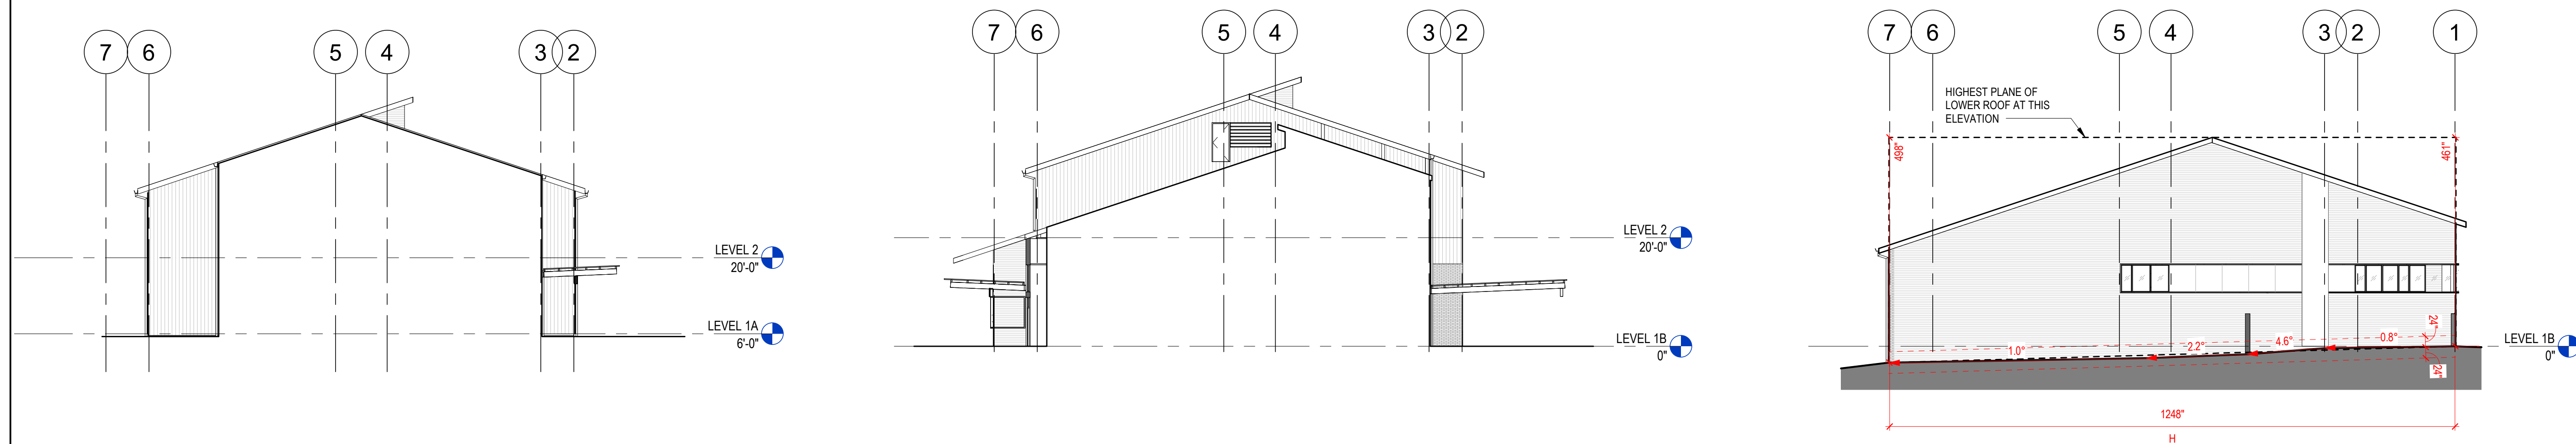 7 6 5 4 3 2
LEVEL 2
20'-0"
LEVEL 1A
6'-0"
7 6 5 4 3 2
LEVEL 2
20'-0"
LEVEL 1B
0"
7 6 5 4 3 2 1
HIGHEST PLANE OF
LOWER ROOF AT THIS
ELEVATION
498"
461"
24"
1.0°
2.2°
4.6°
0.8°
24"
LEVEL 1B
0"
1248"
H